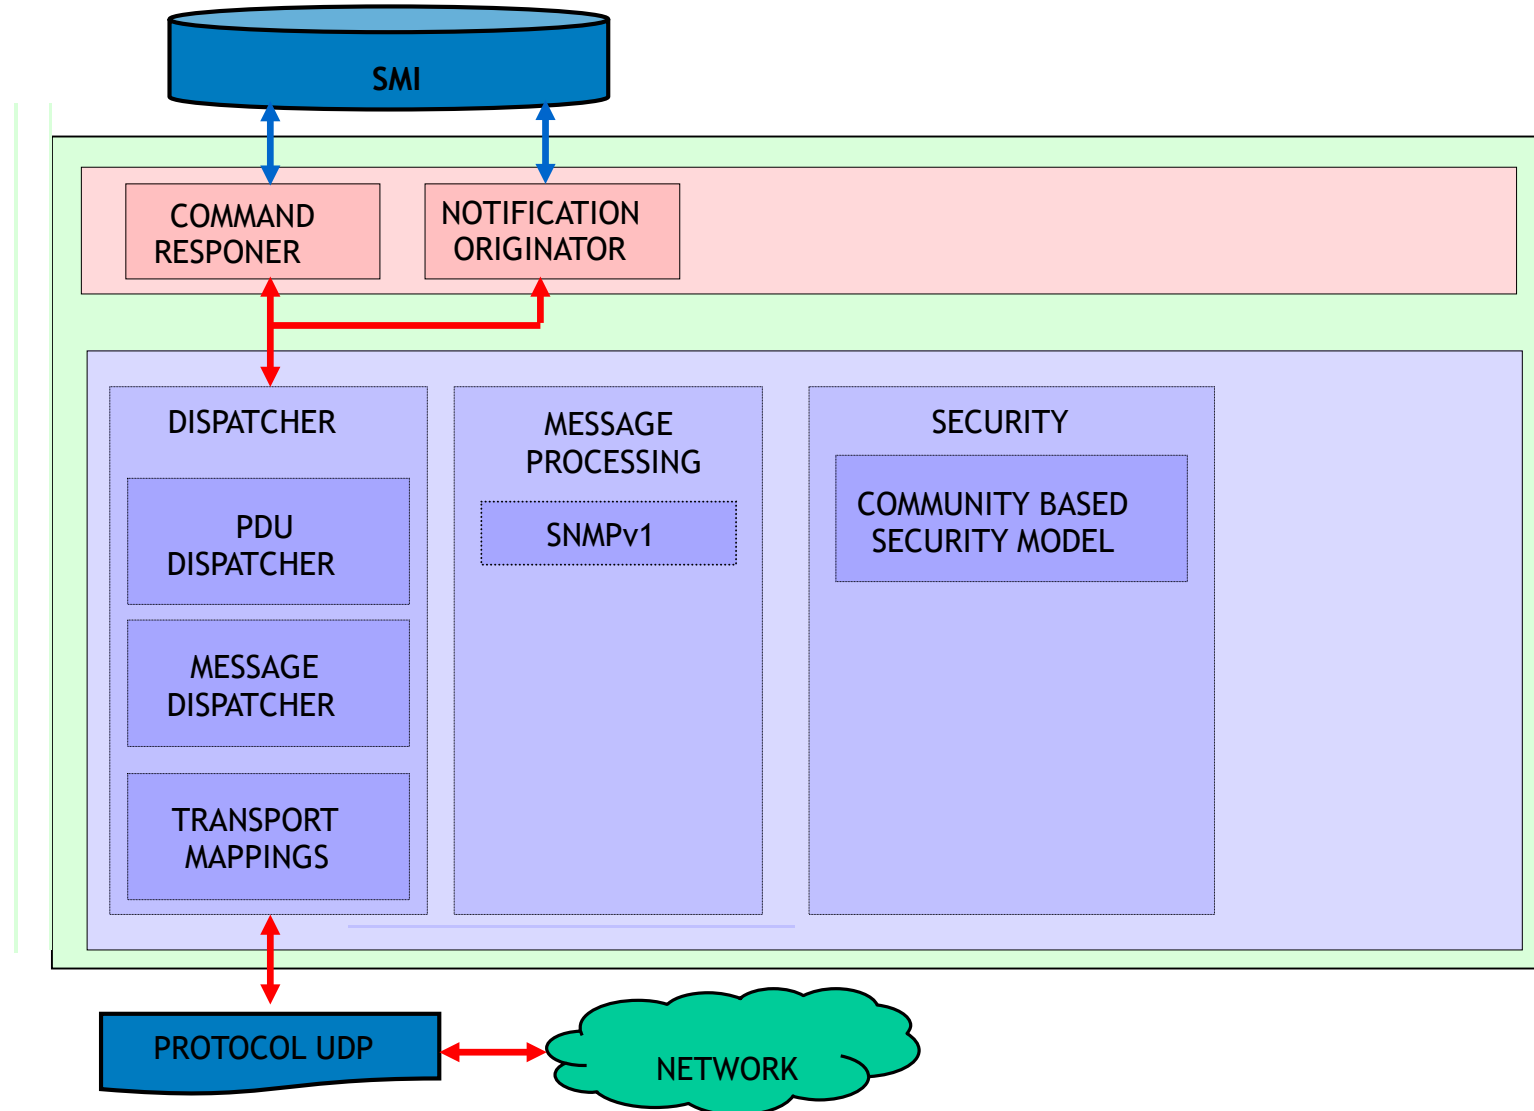 SMI
COMMAND
RESPONER
NOTIFICATION
ORIGINATOR
DISPATCHER
PDU
DISPATCHER
MESSAGE
DISPATCHER
TRANSPORT
MAPPINGS
MESSAGE
PROCESSING
SNMPv1
SECURITY
COMMUNITY BASED
SECURITY MODEL
PROTOCOL UDP
NETWORK